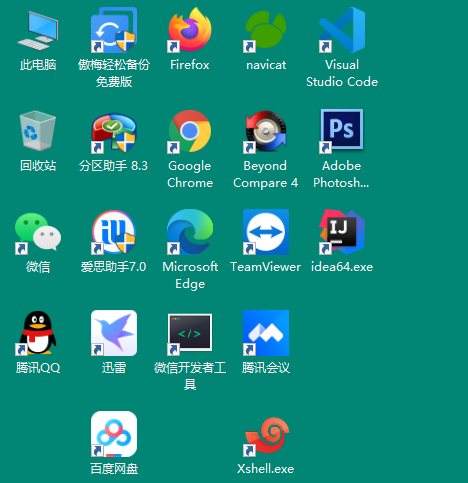 此电脑
傲梅轻松备份
免费版
Firefox
navicat
Visual
Studio Code
回收站
分区助手 8.3
Google
Chrome
Beyond
Compare 4
Ps
Adobe
Photosh...
微信
iU
爱思助手7.0
Microsoft
Edge
TeamViewer
IJ
idea64.exe
腾讯QQ
迅雷
</>
微信开发者工
具
腾讯会议
百度网盘
Xshell.exe